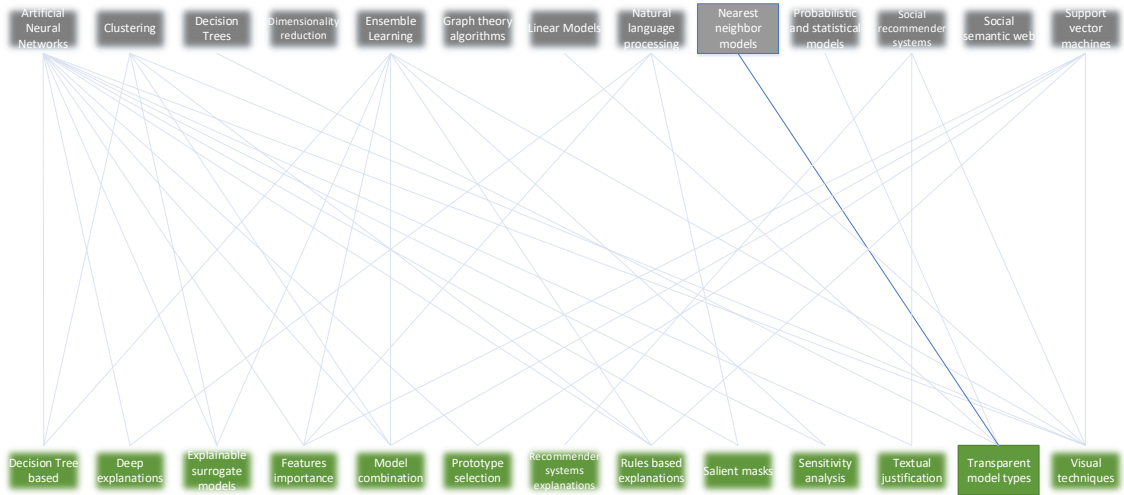 Artificial
Neural
Networks
Clustering
Decision
Trees
Dimensionality
reduction
Ensemble
Learning
Graph theory
algorithms
Linear Models
Natural
language
processing
Nearest
neighbor
models
Probabilistic
and statistical
models
Social
recommender
systems
Social
semantic web
Support
vector
machines
Decision Tree
based
Deep
explanations
Explainable
surrogate
models
Features
importance
Model
combination
Prototype
selection
Recommender
systems
explanations
Rules based
explanations
Salient masks
Sensitivity
analysis
Textual
justification
Transparent
model types
Visual
techniques